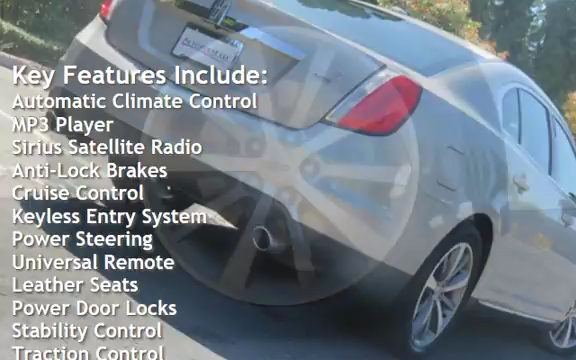 Key Features Include:
Automatic Climate Control
MP3 Player
Sirius Satellite Radio
Anti-Lock Brakes
Cruise Control
Keyless Entry System
Power Steering
Universal Remote
Leather Seats
Power Door Locks
Stability Control
Traction Control